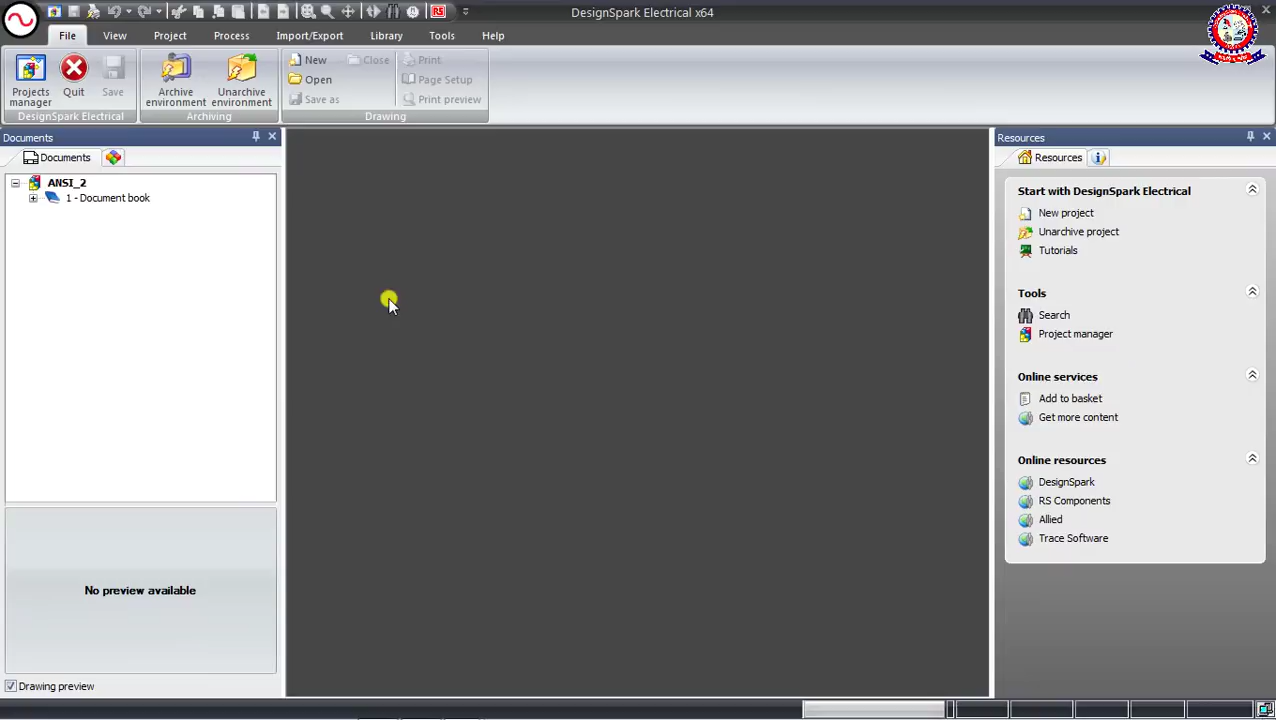 DesignSpark Electrical x64
RS
File View Project Process Import/Export Library Tools Help
Projects manager
Quit
Save
DesignSpark Electrical
Archive environment
Unarchive environment
Archiving
New
Open
Save as
Close
Print
Page Setup
Print preview
Drawing
Documents
Documents
ANSI_2
1 - Document book
No preview available
Drawing preview
Resources
Resources
Start with DesignSpark Electrical
New project
Unarchive project
Tutorials
Tools
Search
Project manager
Online services
Add to basket
Get more content
Online resources
DesignSpark
RS Components
Allied
Trace Software